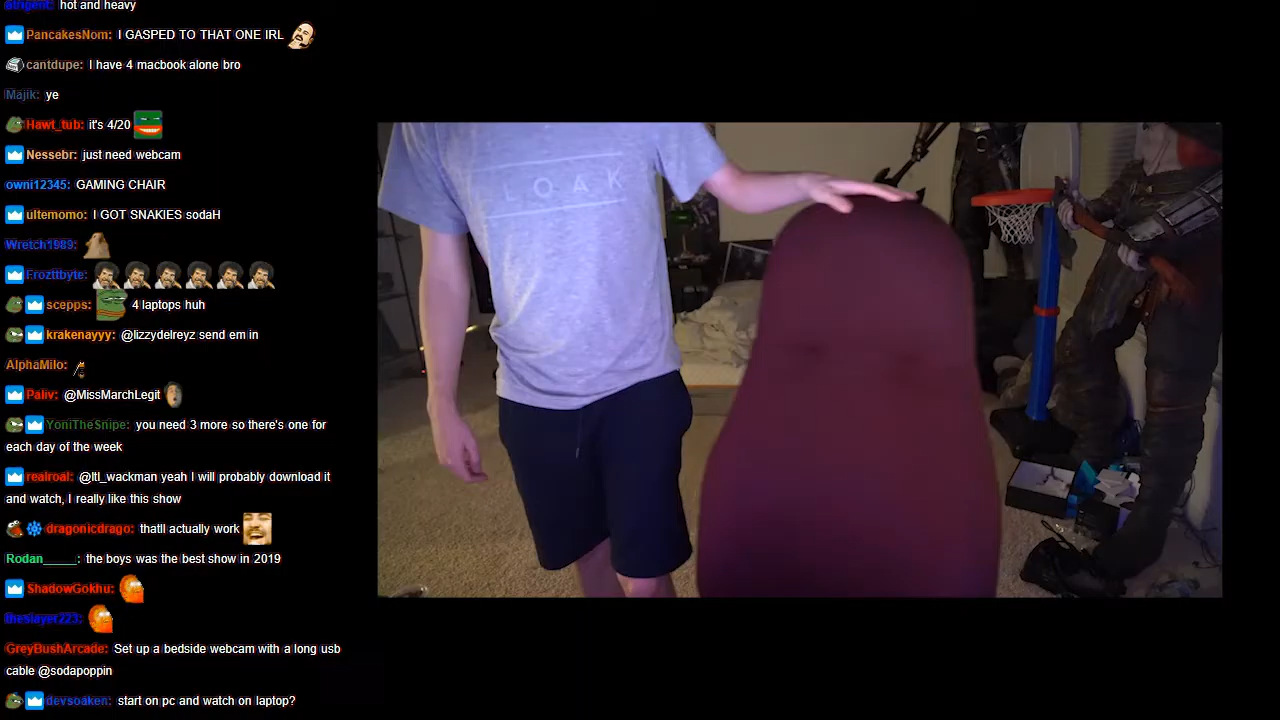 strigent: hot and heavy
PancakesNom: I GASPED TO THAT ONE IRL
cantdupe: I have 4 macbook alone bro
Majik: ye
Hawt_tub: it's 4/20
Nessebr: just need webcam
owni12345: GAMING CHAIR
ultemomo: I GOT SNAKIES sodaH
Wretch1989:
Frozttbyte:
scepps: 4 laptops huh
krakenayyy: @lizzydelreyz send em in
AlphaMilo:
Paliv: @MissMarchLegit
YoniTheSnipe: you need 3 more so there's one for
each day of the week
realroal: @ltl_wackman yeah I will probably download it
and watch, I really like this show
dragonicdrago: thatll actually work
Rodan_____: the boys was the best show in 2019
ShadowGokhu:
theslayer223:
GreyBushArcade: Set up a bedside webcam with a long usb
cable @sodapoppin
devsoaken: start on pc and watch on laptop?
LOAK